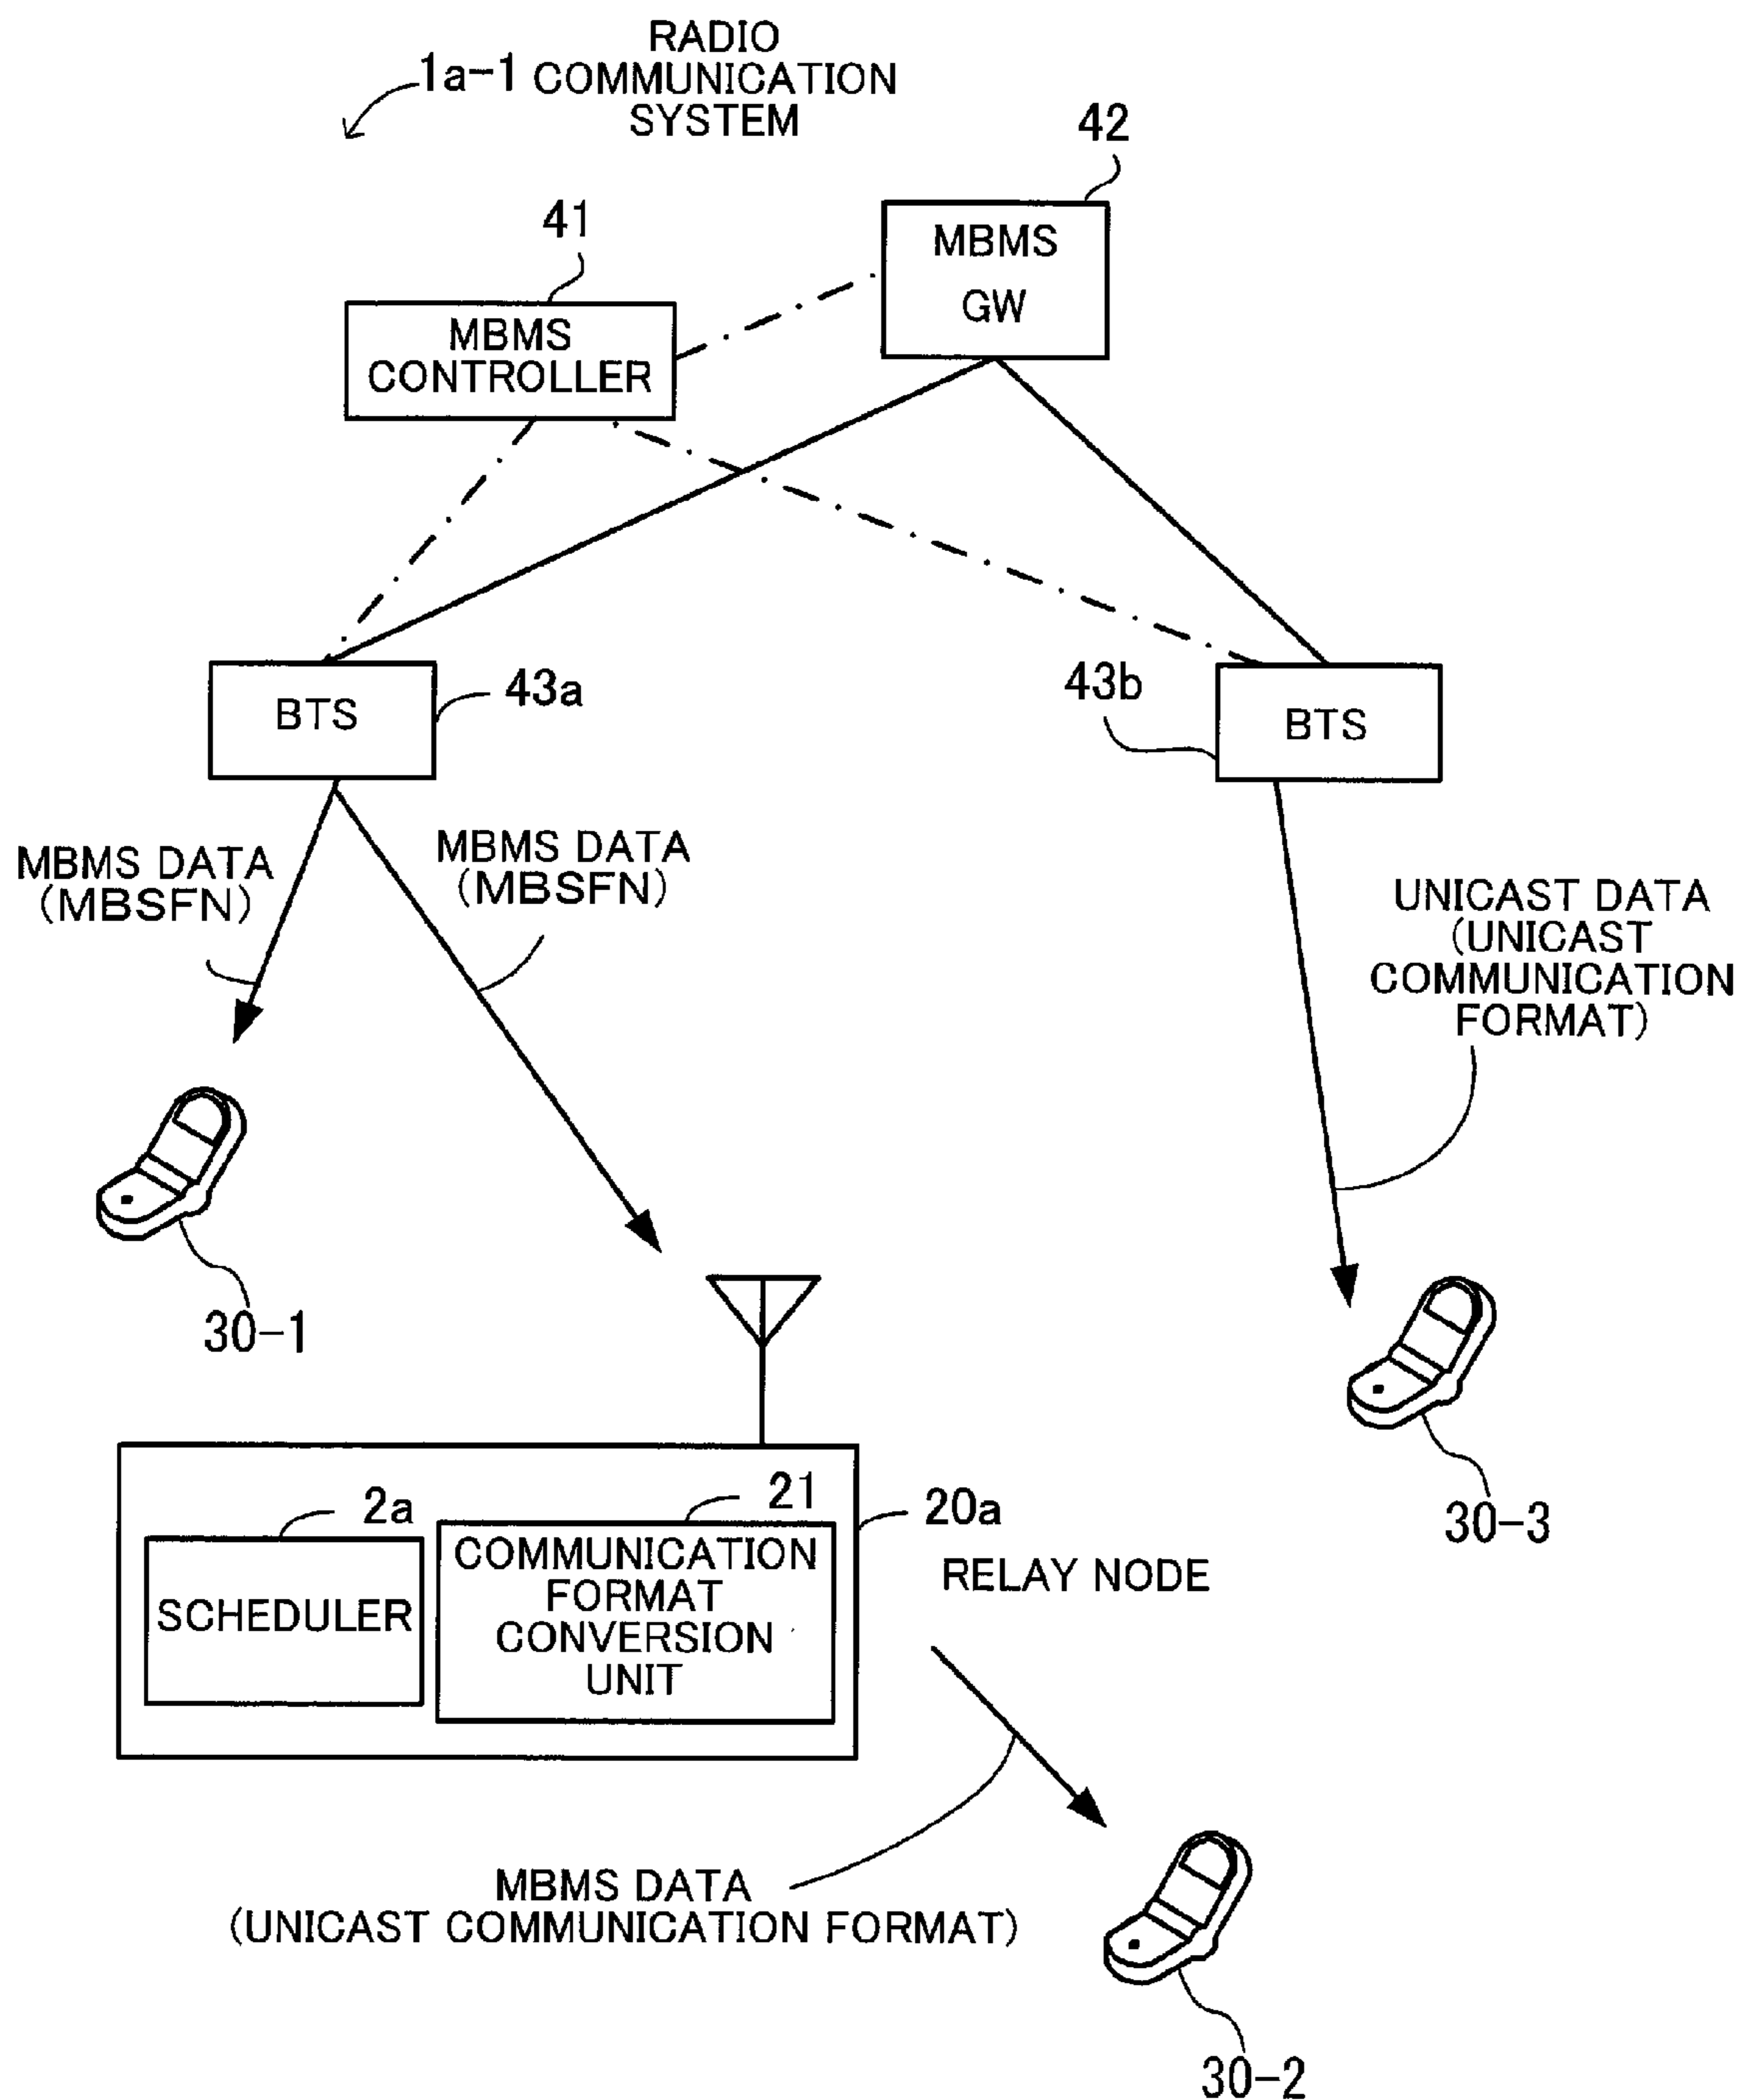 RADIO
1a-1 COMMUNICATION
SYSTEM
42
41
MBMS
GW
MBMS
CONTROLLER
43a
43b
BTS
BTS
MBMS DATA
(MBSFN)
MBMS DATA
(MBSFN)
UNICAST DATA
(UNICAST
COMMUNICATION
FORMAT)
30-1
30-3
2a
21
20a
SCHEDULER
COMMUNICATION
FORMAT
CONVERSION
UNIT
RELAY NODE
MBMS DATA
(UNICAST COMMUNICATION FORMAT)
30-2